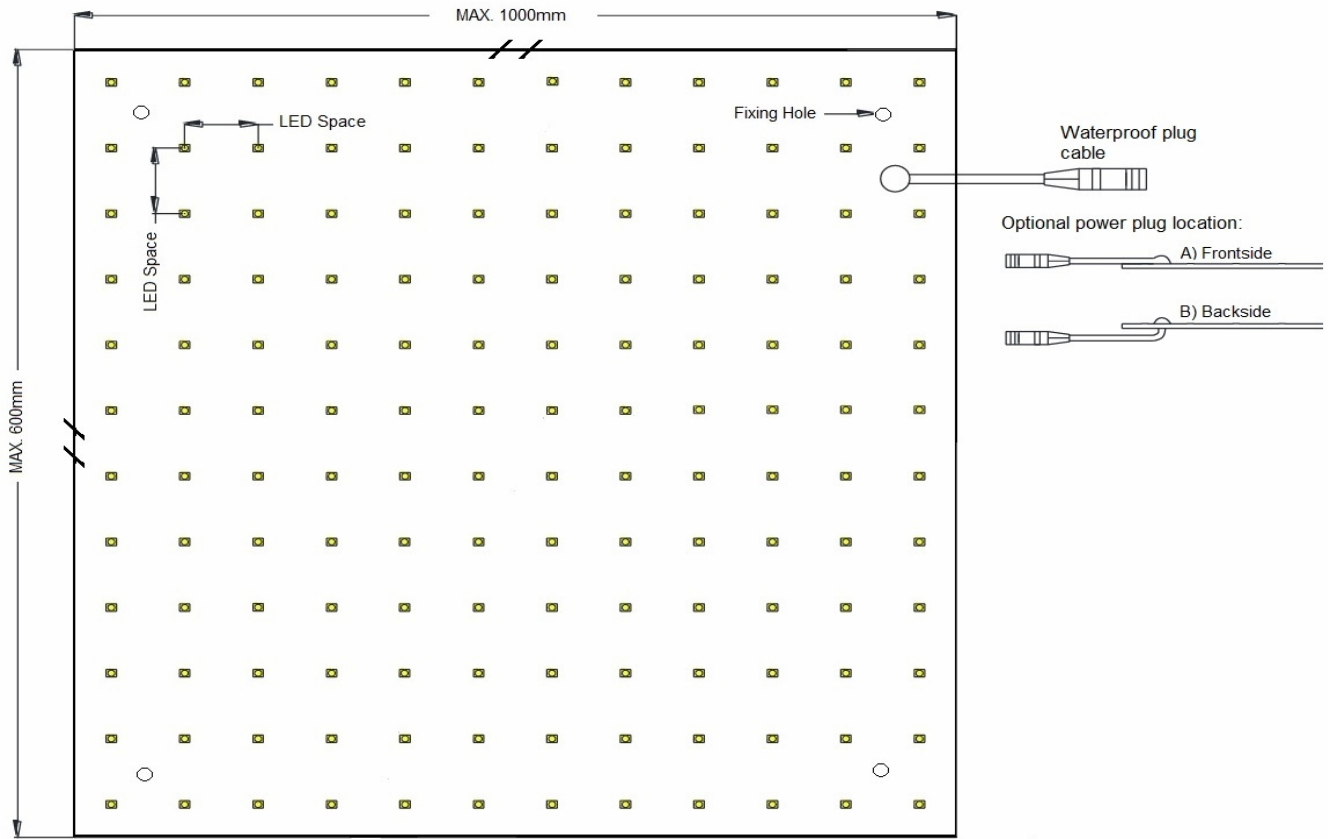 MAX. 1000mm
LED Space
Fixing Hole
Waterproof plug
cable
Optional power plug location:
LED Space
A) Frontside
B) Backside
MAX. 600mm